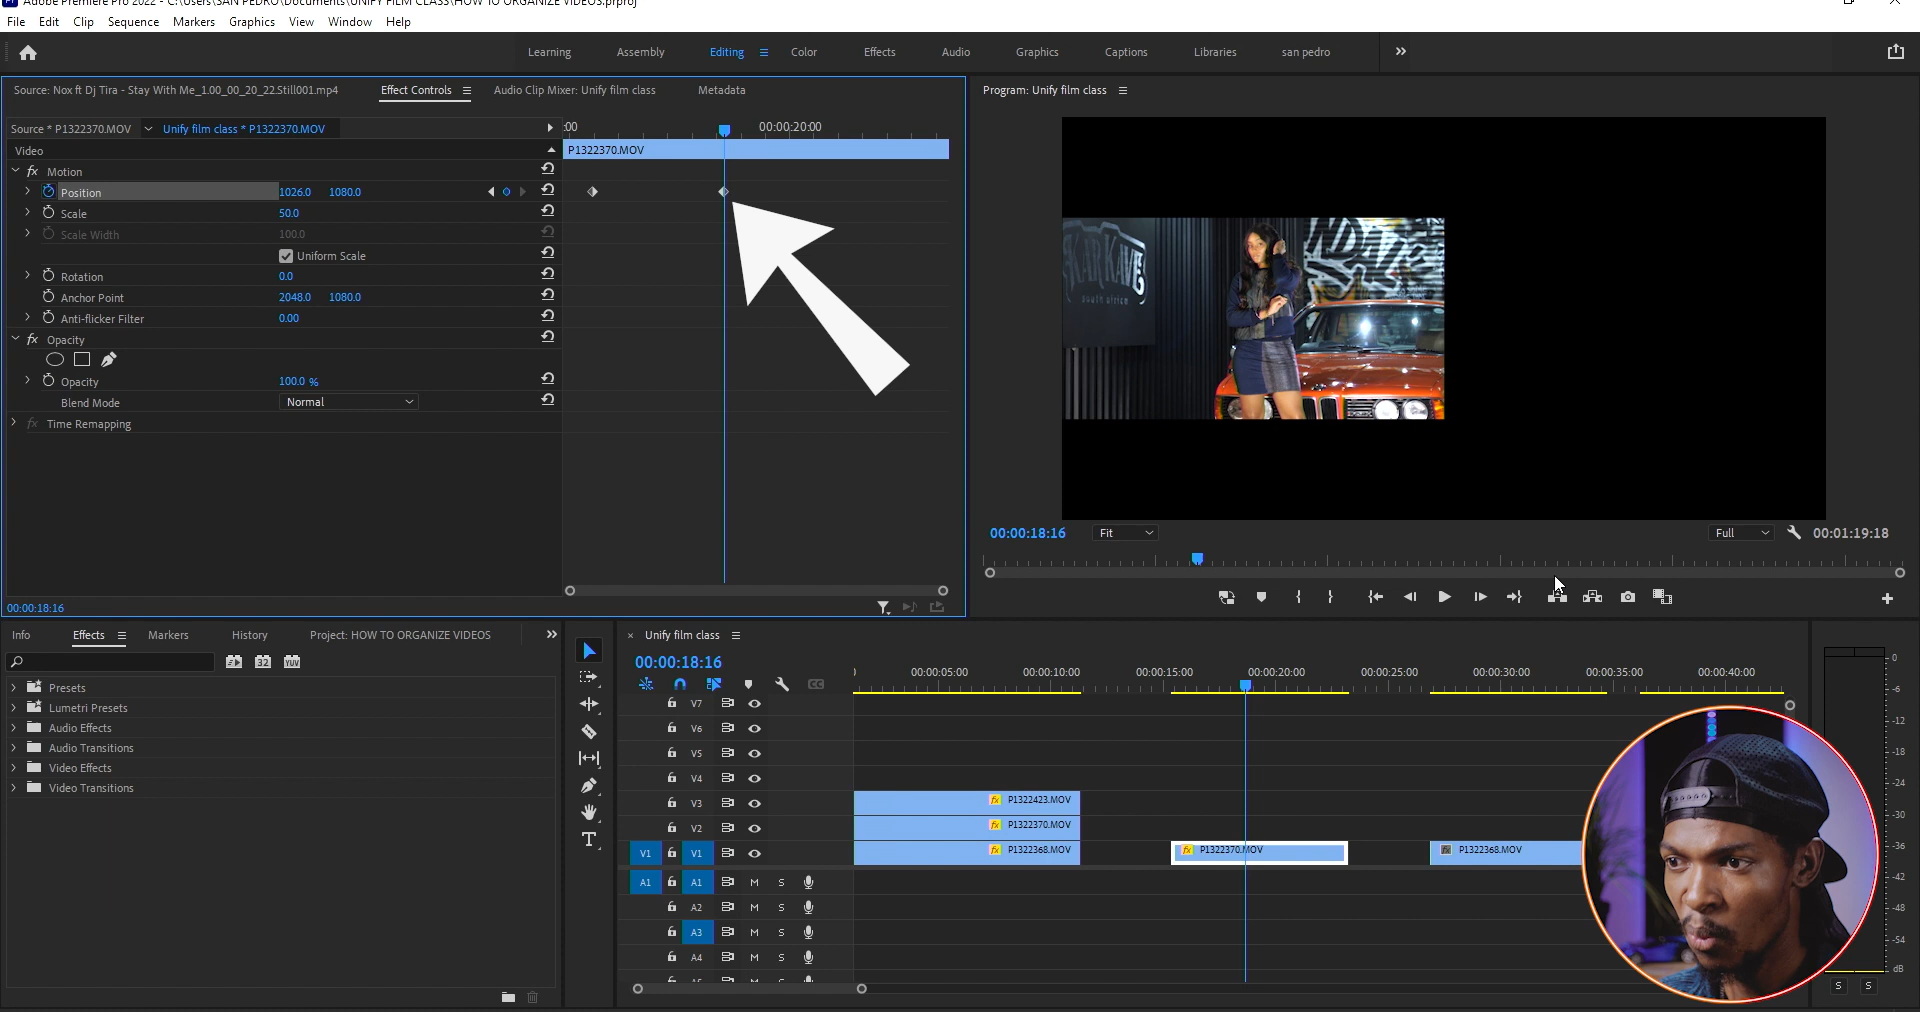 Adobe Premiere Pro 2022 - C:\Users\SAN PEDRO\Documents\UNIFY FILM CLASS\HOW TO ORGANIZE VIDEOS.prproj
File Edit Clip Sequence Markers Graphics View Window Help
Learning Assembly Editing Color Effects Audio Graphics Captions Libraries san pedro
Source: Nox ft Dj Tira - Stay With Me_1.00_00_20_22.Still001.mp4 Effect Controls Audio Clip Mixer: Unify film class Metadata
Source * P1322370.MOV Unify film class * P1322370.MOV
:00 00:00:20:00
Video
P1322370.MOV
fx Motion
Position 1026.0 1080.0
Scale 50.0
Scale Width 100.0
Uniform Scale
Rotation 0.0
Anchor Point 2048.0 1080.0
Anti-flicker Filter 0.00
fx Opacity
Opacity 100.0 %
Blend Mode Normal
fx Time Remapping
00:00:18:16
Program: Unify film class
KARKAVE
south africa
00:00:18:16 Fit Full 00:01:19:18
Info Effects Markers History Project: HOW TO ORGANIZE VIDEOS
32 YUV
Presets
Lumetri Presets
Audio Effects
Audio Transitions
Video Effects
Video Transitions
× Unify film class
00:00:18:16
CC
00:00:05:00 00:00:10:00 00:00:15:00 00:00:20:00 00:00:25:00 00:00:30:00 00:00:35:00 00:00:40:00
V7
V6
V5
V4
V3 fx P1322423.MOV
V2 fx P1322370.MOV
V1 V1 fx P1322368.MOV fx P1322370.MOV fx P1322368.MOV
A1 A1 M S
A2 M S
A3 M S
A4 M S
0
-6
-12
-18
-24
-30
-36
-42
-48
-54
dB
S S